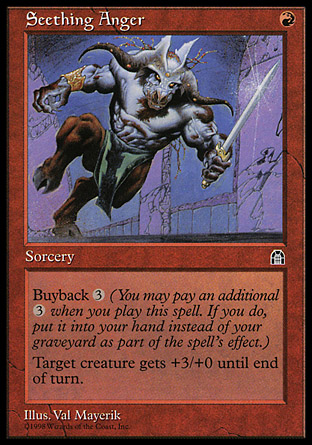 Seething Anger
Sorcery
Buyback 3 (You may pay an additional
3 when you play this spell. If you do,
put it into your hand instead of your
graveyard as part of the spell's effect.)
Target creature gets +3/+0 until end
of turn.
Illus. Val Mayerik
©1998 Wizards of the Coast, Inc.